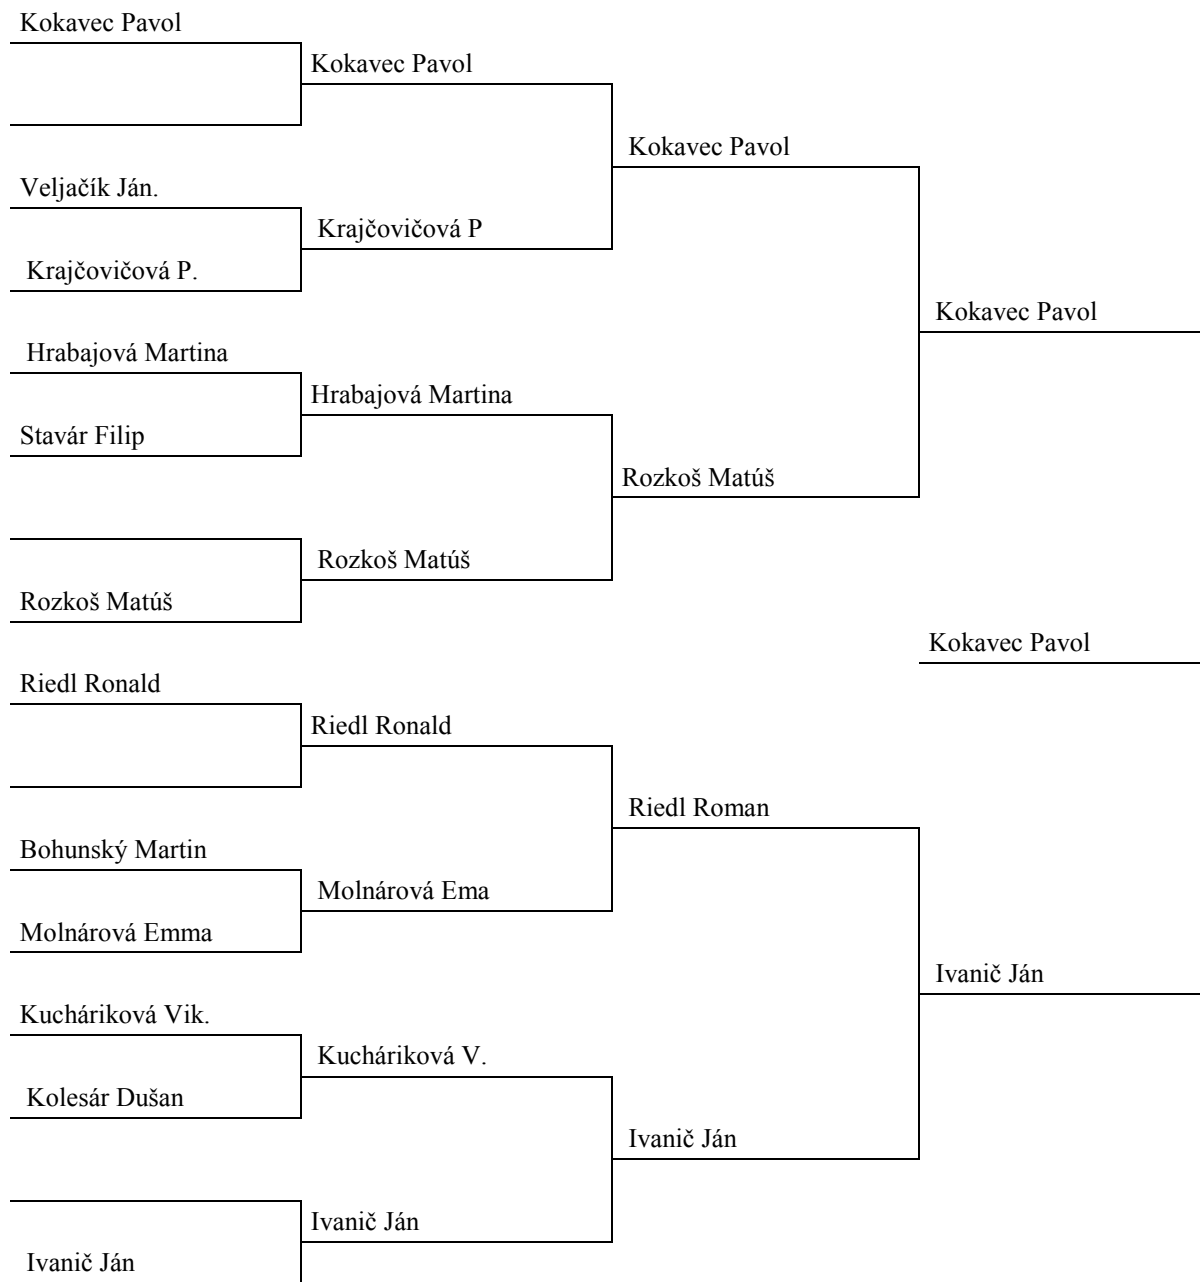 Kokavec Pavol
Kokavec Pavol
Kokavec Pavol
Veljačík Ján.
Krajčovičová P
Krajčovičová P.
Kokavec Pavol
Hrabajová Martina
Hrabajová Martina
Stavár Filip
Rozkoš Matúš
Rozkoš Matúš
Rozkoš Matúš
Kokavec Pavol
Riedl Ronald
Riedl Ronald
Riedl Roman
Bohunský Martin
Molnárová Ema
Molnárová Emma
Ivanič Ján
Kucháriková Vik.
Kucháriková V.
Kolesár Dušan
Ivanič Ján
Ivanič Ján
Ivanič Ján